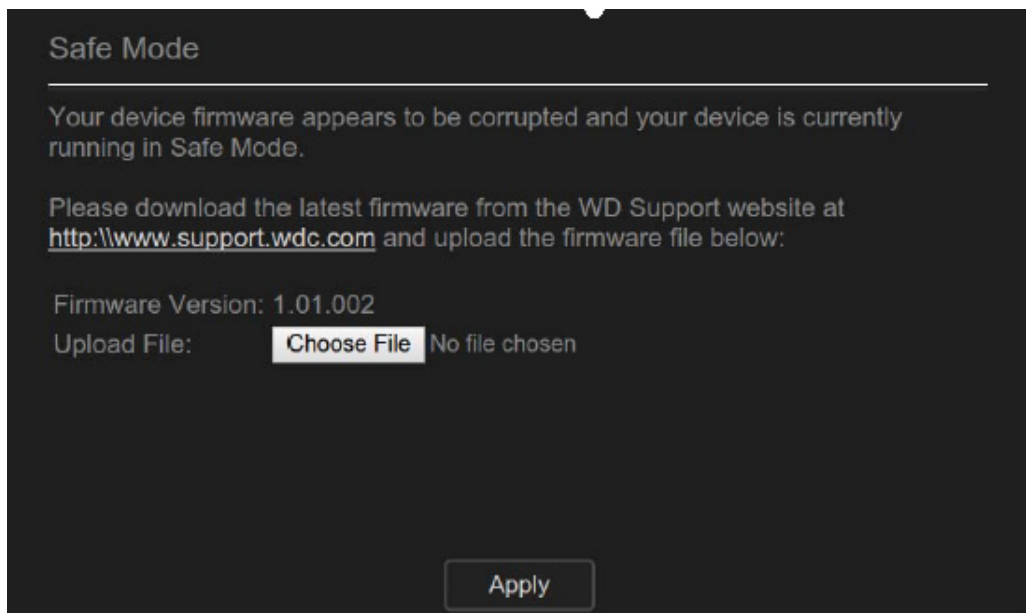 Safe Mode
Your device firmware appears to be corrupted and your device is currently
running in Safe Mode.
Please download the latest firmware from the WD Support website at
http:\\www.support.wdc.com and upload the firmware file below:
Firmware Version: 1.01.002
Upload File: Choose File No file chosen
Apply